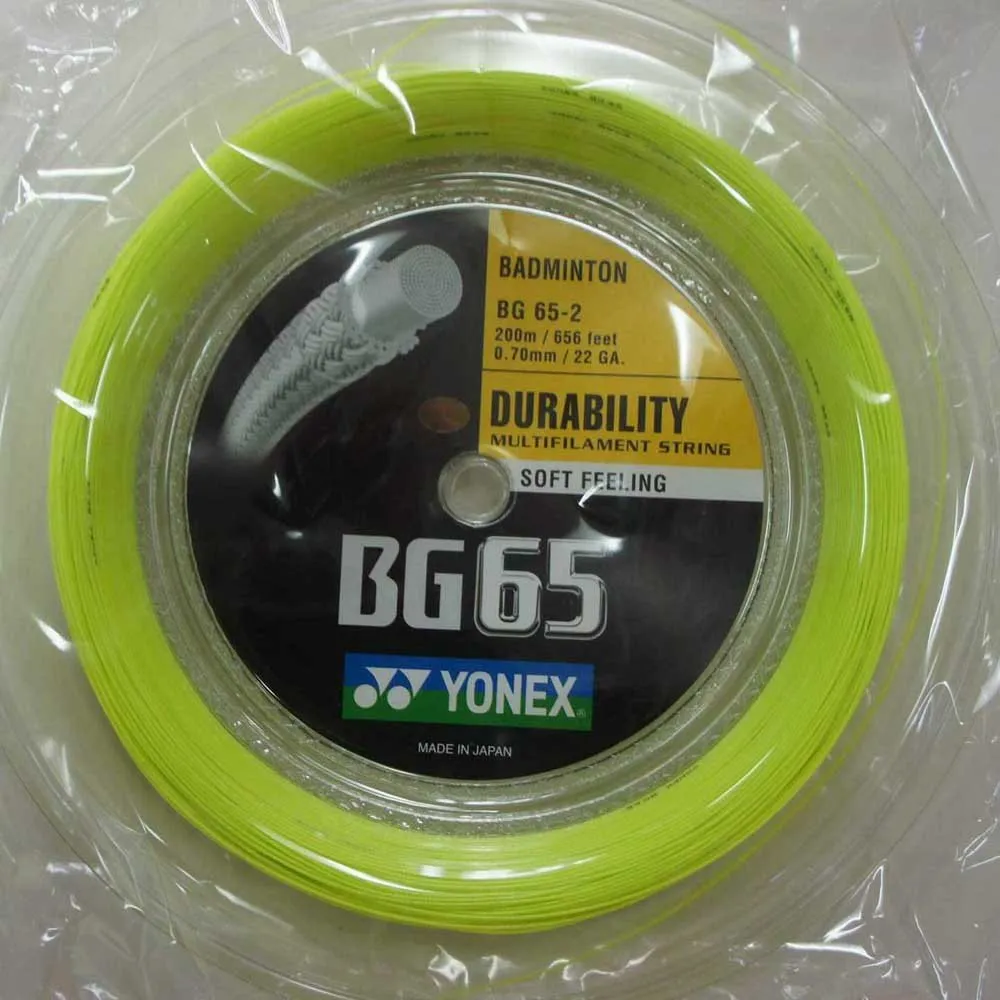 BADMINTON
BG 65-2
200m / 656 feet
0.70mm / 22 GA.
DURABILITY
MULTIFILAMENT STRING
SOFT FEELING
BG65
YONEX®
MADE IN JAPAN